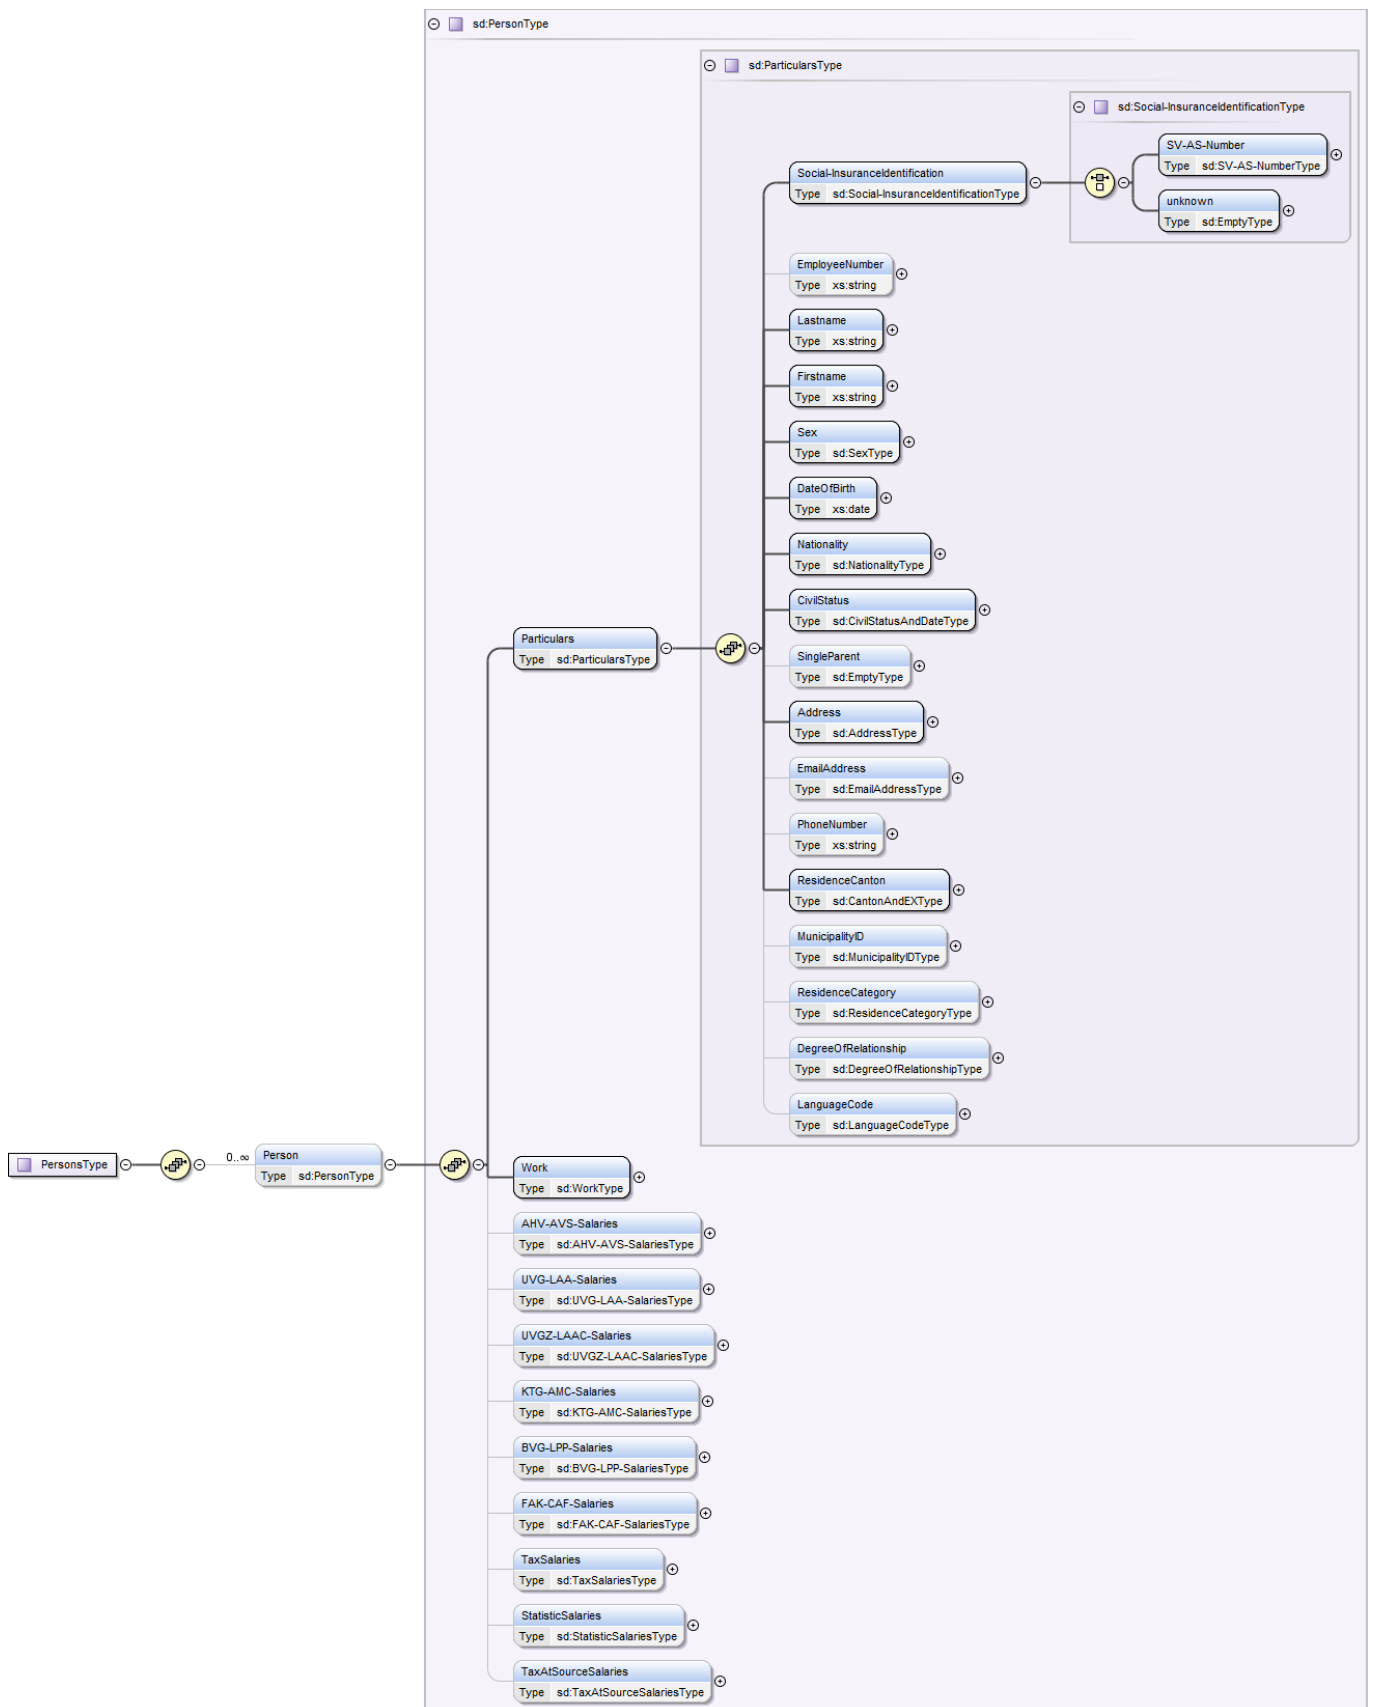 sd:PersonType
sd:ParticularsType
sd:Social-InsuranceIdentificationType
SV-AS-Number
Type sd:SV-AS-NumberType
Social-InsuranceIdentification
Type sd:Social-InsuranceIdentificationType
unknown
Type sd:EmptyType
EmployeeNumber
Type xs:string
Lastname
Type xs:string
Firstname
Type xs:string
Sex
Type sd:SexType
DateOfBirth
Type xs:date
Nationality
Type sd:NationalityType
CivilStatus
Type sd:CivilStatusAndDateType
Particulars
Type sd:ParticularsType
SingleParent
Type sd:EmptyType
Address
Type sd:AddressType
EmailAddress
Type sd:EmailAddressType
PhoneNumber
Type xs:string
ResidenceCanton
Type sd:CantonAndEXType
MunicipalityID
Type sd:MunicipalityIDType
ResidenceCategory
Type sd:ResidenceCategoryType
DegreeOfRelationship
Type sd:DegreeOfRelationshipType
LanguageCode
Type sd:LanguageCodeType
PersonsType
0..∞
Person
Type sd:PersonType
Work
Type sd:WorkType
AHV-AVS-Salaries
Type sd:AHV-AVS-SalariesType
UVG-LAA-Salaries
Type sd:UVG-LAA-SalariesType
UVGZ-LAAC-Salaries
Type sd:UVGZ-LAAC-SalariesType
KTG-AMC-Salaries
Type sd:KTG-AMC-SalariesType
BVG-LPP-Salaries
Type sd:BVG-LPP-SalariesType
FAK-CAF-Salaries
Type sd:FAK-CAF-SalariesType
TaxSalaries
Type sd:TaxSalariesType
StatisticSalaries
Type sd:StatisticSalariesType
TaxAtSourceSalaries
Type sd:TaxAtSourceSalariesType